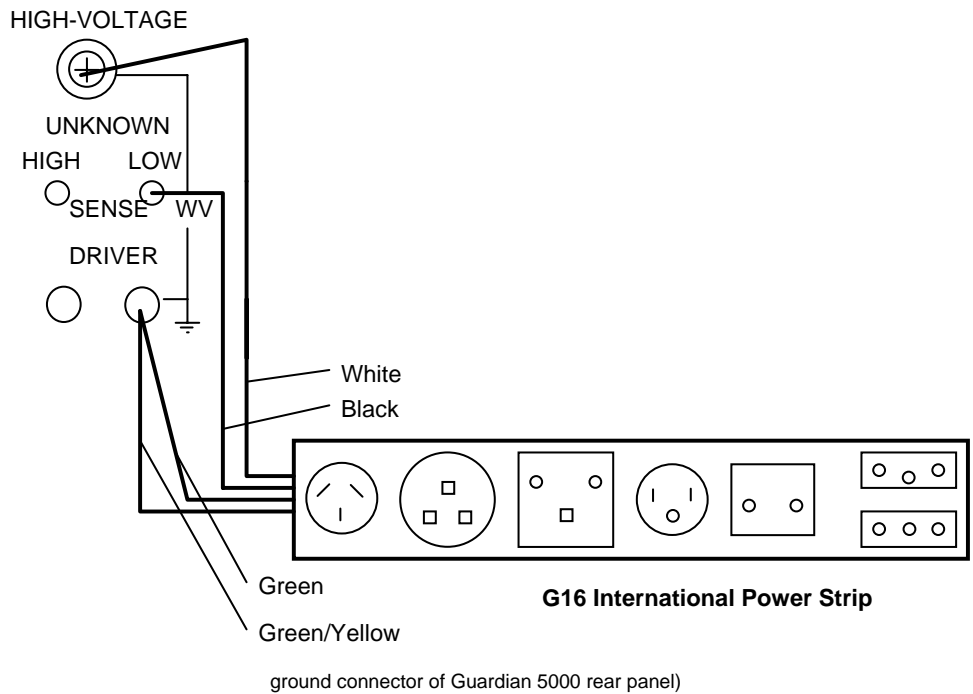 HIGH-VOLTAGE
UNKNOWN
HIGH LOW
SENSE WV
DRIVER
White
Black
Green
G16 International Power Strip
Green/Yellow
ground connector of Guardian 5000 rear panel)